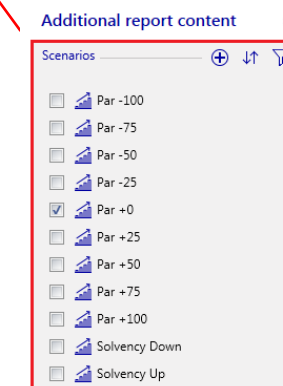 Additional report content
Scenarios
Par -100
Par -75
Par -50
Par -25
Par +0
Par +25
Par +50
Par +75
Par +100
Solvency Down
Solvency Up